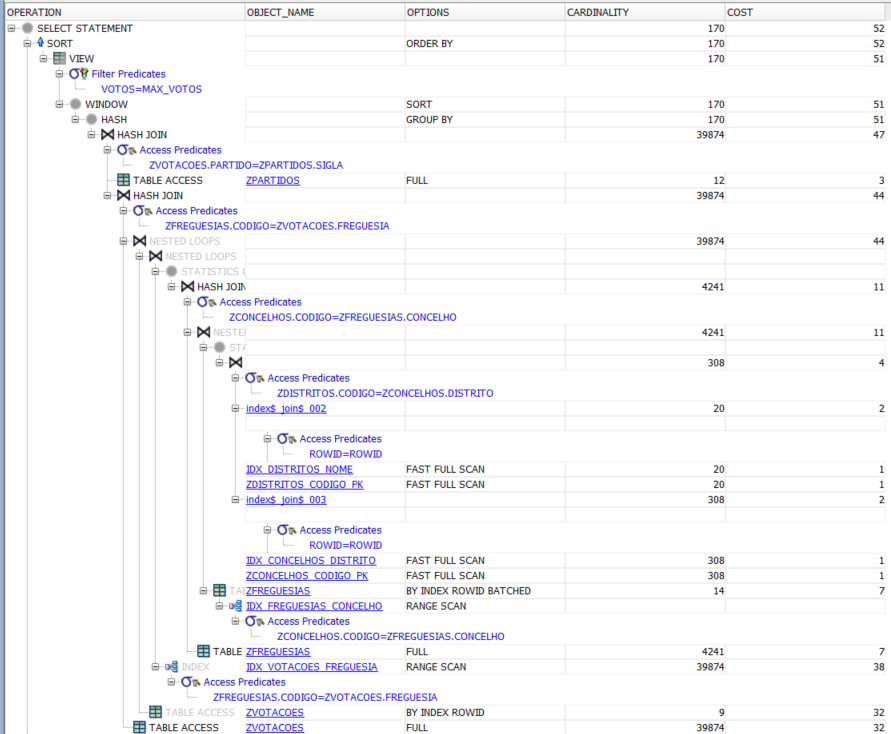 OPERATION OBJECT_NAME OPTIONS CARDINALITY COST
SELECT STATEMENT 170 52
SORT ORDER BY 170 52
VIEW 170 51
Filter Predicates
VOTOS=MAX_VOTOS
WINDOW SORT 170 51
HASH GROUP BY 170 51
HASH JOIN 39874 47
Access Predicates
ZVOTACOES.PARTIDO=ZPARTIDOS.SIGLA
TABLE ACCESS ZPARTIDOS FULL 12 3
HASH JOIN 39874 44
Access Predicates
ZFREGUESIAS.CODIGO=ZVOTACOES.FREGUESIA
NESTED LOOPS 39874 44
NESTED LOOPS
STATISTICS
HASH JOIN 4241 11
Access Predicates
ZCONCELHOS.CODIGO=ZFREGUESIAS.CONCELHO
NESTE 4241 11
STA
308 4
Access Predicates
ZDISTRITOS.CODIGO=ZCONCELHOS.DISTRITO
index$_join$_002 20 2
Access Predicates
ROWID=ROWID
IDX_DISTRITOS_NOME FAST FULL SCAN 20 1
ZDISTRITOS_CODIGO_PK FAST FULL SCAN 20 1
index$_join$_003 308 2
Access Predicates
ROWID=ROWID
IDX_CONCELHOS_DISTRITO FAST FULL SCAN 308 1
ZCONCELHOS_CODIGO_PK FAST FULL SCAN 308 1
TA ZFREGUESIAS BY INDEX ROWID BATCHED 14 7
IDX_FREGUESIAS_CONCELHO RANGE SCAN
Access Predicates
ZCONCELHOS.CODIGO=ZFREGUESIAS.CONCELHO
TABLE ZFREGUESIAS FULL 4241 7
INDEX IDX_VOTACOES_FREGUESIA RANGE SCAN 39874 38
Access Predicates
ZFREGUESIAS.CODIGO=ZVOTACOES.FREGUESIA
TABLE ACCESS ZVOTACOES BY INDEX ROWID 9 32
TABLE ACCESS ZVOTACOES FULL 39874 32